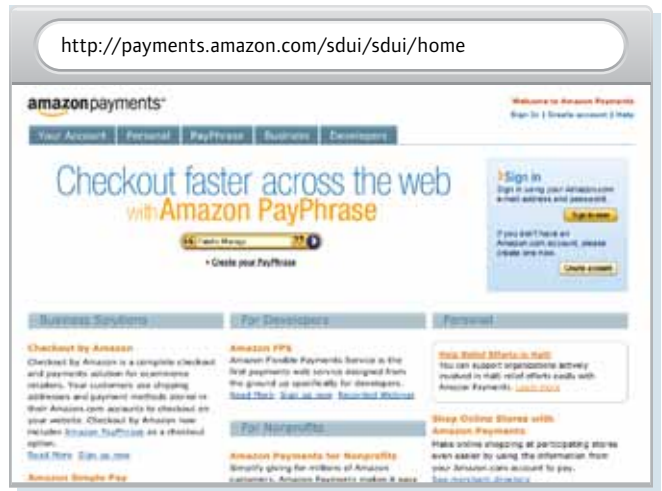 http://payments.amazon.com/sdui/sdui/home
amazonpayments
Welcome to Amazon Payments
Sign In | Create account | Help
Your Account Personal PayPhrase Business Developers
Checkout faster across the web
with Amazon PayPhrase
› Create your PayPhrase
Sign in
Sign in using your Amazon.com
e-mail address and password.
Sign in now
If you don't have an
Amazon.com account, please
create one now.
Create account
Business Solutions
Checkout by Amazon
Checkout by Amazon is a complete checkout
and payments solution for ecommerce
retailers. Your customers use shipping
addresses and payment methods stored in
their Amazon.com accounts to checkout on
your website. Checkout by Amazon now
includes Amazon PayPhrase as a checkout
option.
Read More Sign up now
Amazon Simple Pay
For Developers
Amazon FPS
Amazon Flexible Payments Service is the
first payments web service designed from
the ground up specifically for developers.
Read More Sign up now Recorded Webinar
For Nonprofits
Amazon Payments for Nonprofits
Simplify giving for millions of Amazon
customers. Amazon Payments makes it easy
Personal
Help Relief Efforts in Haiti
You can support organizations actively
involved in Haiti relief efforts easily with
Amazon Payments. Learn more
Shop Online Stores with
Amazon Payments
Make online shopping at participating stores
even easier by using the information from
your Amazon.com account to pay.
See merchant directory